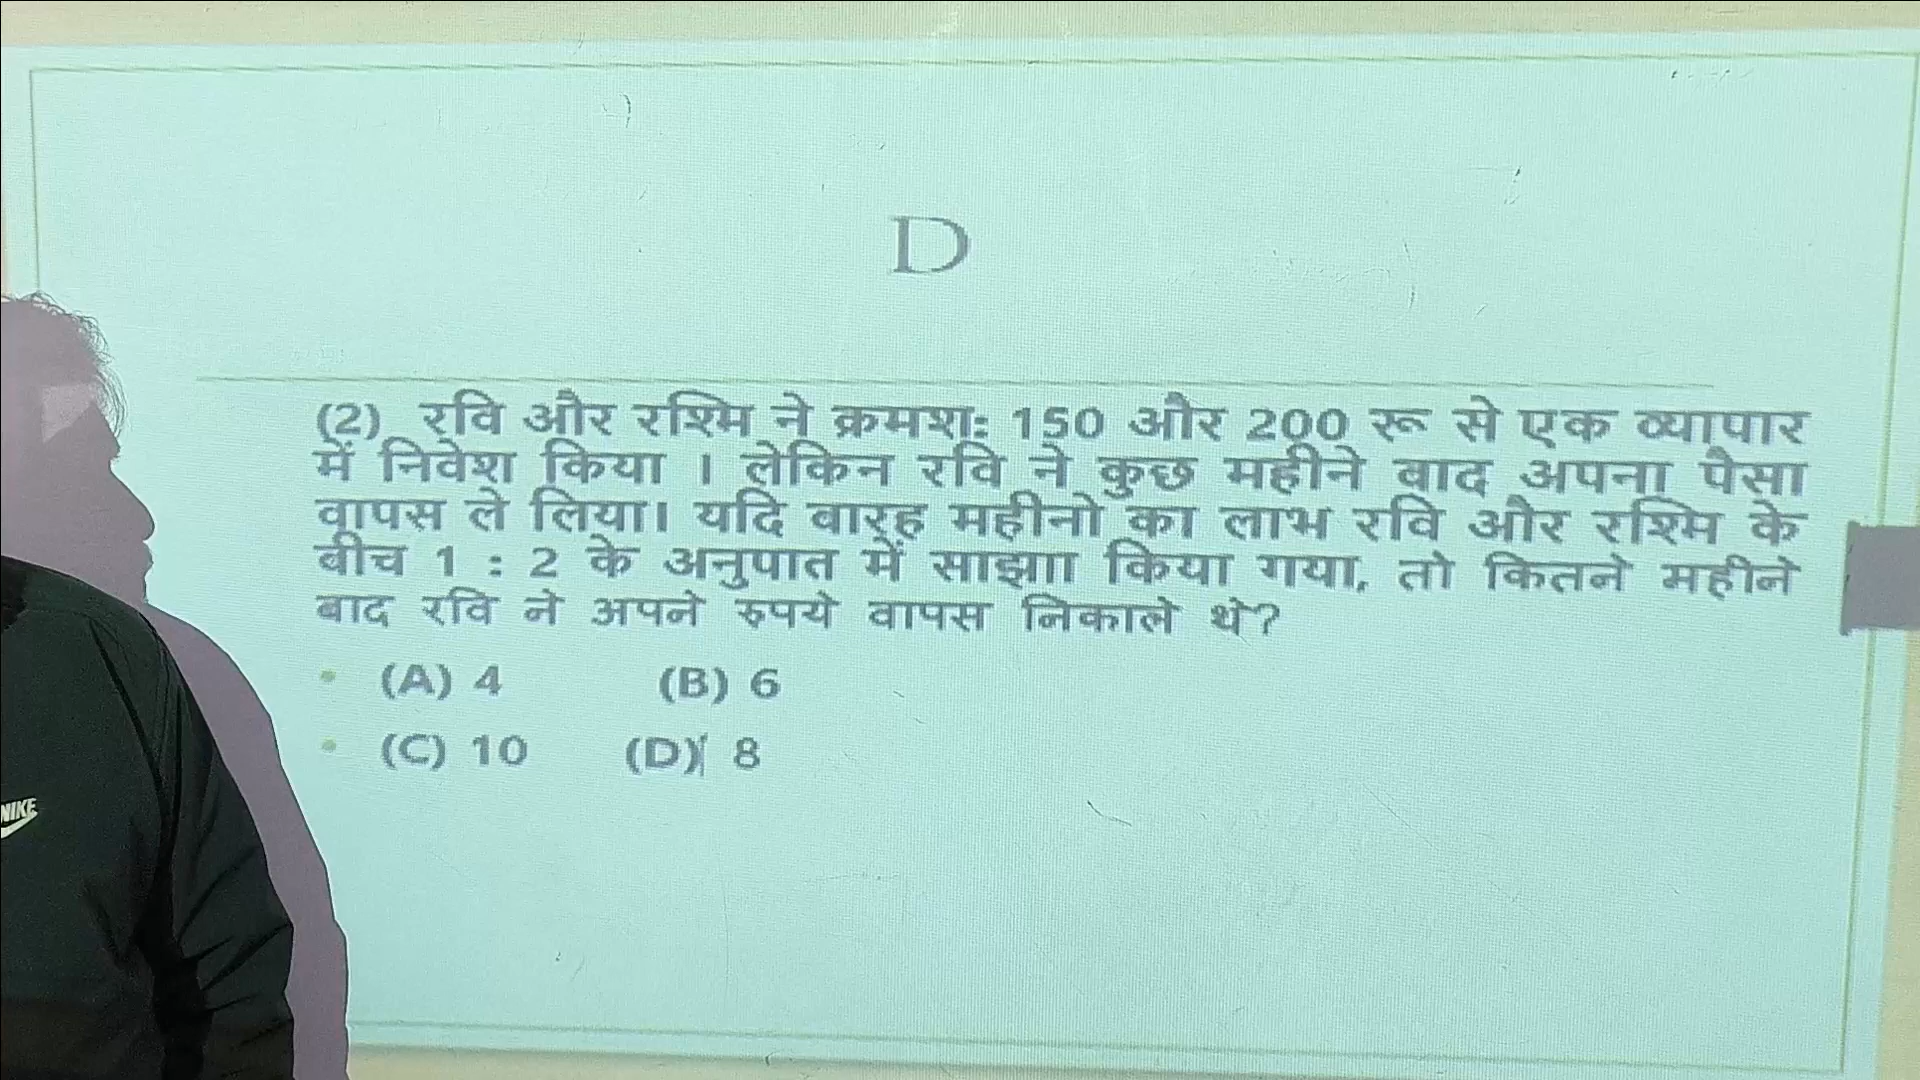 D
(2) रवि और रश्मि ने क्रमशः 150 और 200 रू से एक व्यापार
में निवेश किया । लेकिन रवि ने कुछ महीने वाद अपना पैसा
वापस ले लिया। यदि वारह महीनो का लाभ रवि और रश्मि के
बीच 1 : 2 के अनुपात में साझाा किया गया, तो कितने महीने
बाद रवि ने अपने रुपये वापस निकाले थे?
(A) 4 (B) 6
(C) 10 (D) 8
NIKE